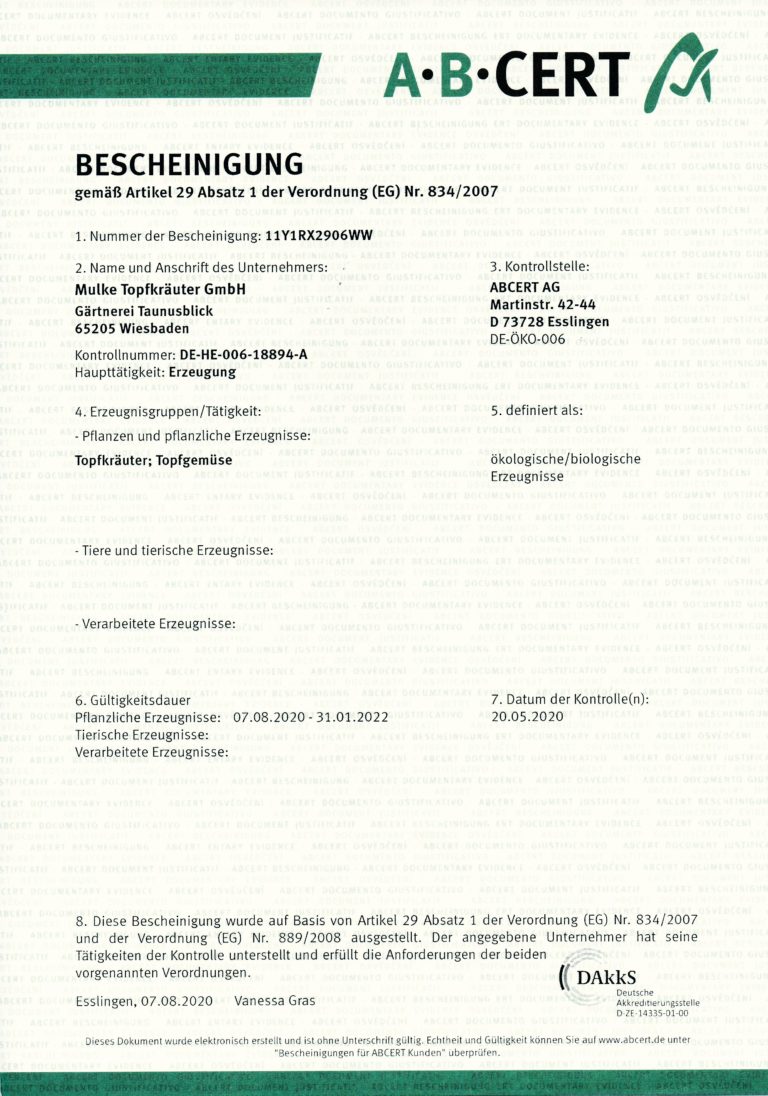 A·B·CERT
BESCHEINIGUNG
gemäß Artikel 29 Absatz 1 der Verordnung (EG) Nr. 834/2007
1. Nummer der Bescheinigung: 11Y1RX2906WW
2. Name und Anschrift des Unternehmers:
Mulke Topfkräuter GmbH
Gärtnerei Taunusblick
65205 Wiesbaden
Kontrollnummer: DE-HE-006-18894-A
Haupttätigkeit: Erzeugung
3. Kontrollstelle:
ABCERT AG
Martinstr. 42-44
D 73728 Esslingen
DE-ÖKO-006
4. Erzeugnisgruppen/Tätigkeit:
5. definiert als:
- Pflanzen und pflanzliche Erzeugnisse:
Topfkräuter; Topfgemüse
ökologische/biologische
Erzeugnisse
- Tiere und tierische Erzeugnisse:
- Verarbeitete Erzeugnisse:
6. Gültigkeitsdauer
Pflanzliche Erzeugnisse: 07.08.2020 - 31.01.2022
Tierische Erzeugnisse:
Verarbeitete Erzeugnisse:
7. Datum der Kontrolle(n):
20.05.2020
8. Diese Bescheinigung wurde auf Basis von Artikel 29 Absatz 1 der Verordnung (EG) Nr. 834/2007
und der Verordnung (EG) Nr. 889/2008 ausgestellt. Der angegebene Unternehmer hat seine
Tätigkeiten der Kontrolle unterstellt und erfüllt die Anforderungen der beiden
vorgenannten Verordnungen.
Esslingen, 07.08.2020 Vanessa Gras
DAkkS
Deutsche
Akkreditierungsstelle
D-ZE-14335-01-00
Dieses Dokument wurde elektronisch erstellt und ist ohne Unterschrift gültig. Echtheit und Gültigkeit können Sie auf www.abcert.de unter
"Bescheinigungen für ABCERT Kunden" überprüfen.